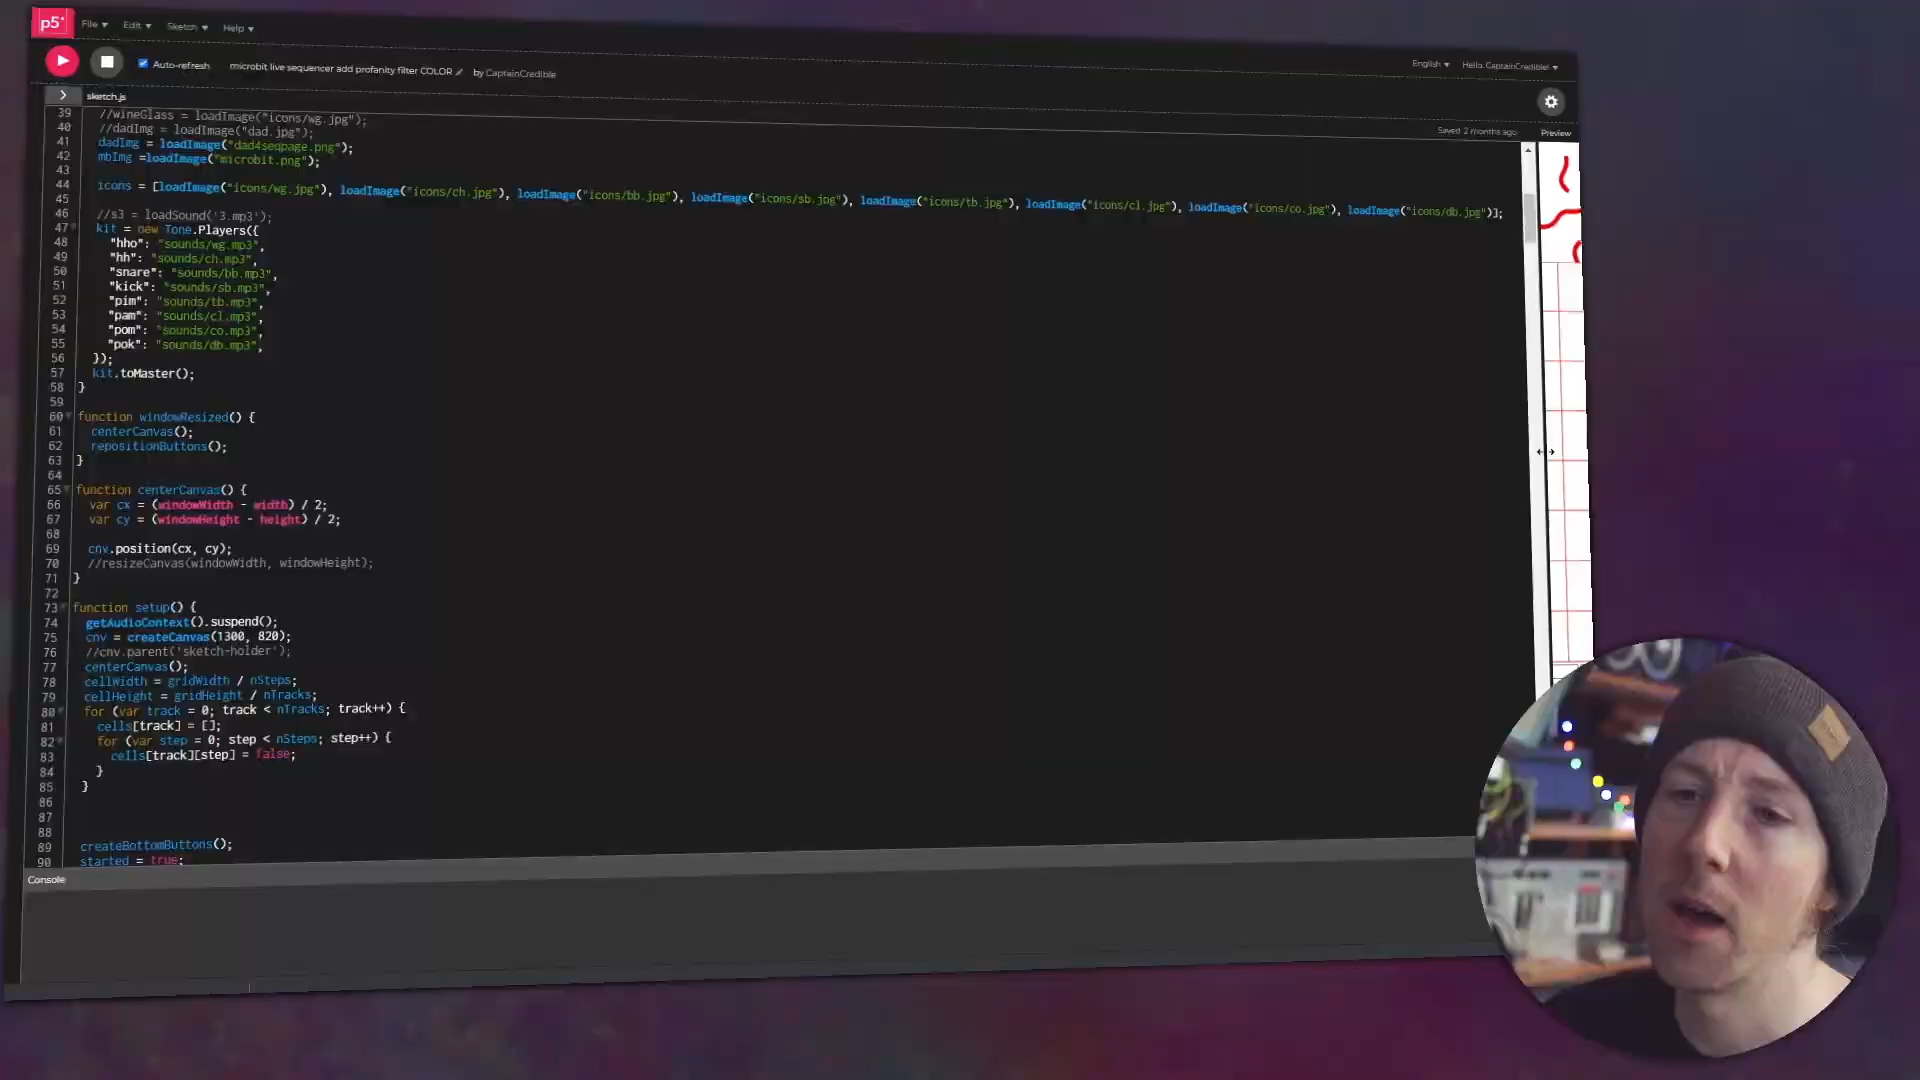 p5*
File Edit Sketch Help
Auto-refresh microbit live sequencer add profanity filter COLOR by CaptainCredible
English Hello, CaptainCredible!
sketch.js
Saved: 2 months ago Preview
39 //wineGlass = loadImage("icons/wg.jpg");
40 //dadImg = loadImage("dad.jpg");
41 dadImg = loadImage("dad4seqpage.png");
42 mbImg =loadImage("microbit.png");
43
44 icons = [loadImage("icons/wg.jpg"), loadImage("icons/ch.jpg"), loadImage("icons/bb.jpg"), loadImage("icons/sb.jpg"), loadImage("icons/tb.jpg"), loadImage("icons/cl.jpg"), loadImage("icons/co.jpg"), loadImage("icons/db.jpg")];
45
46 //s3 = loadSound('3.mp3');
47 kit = new Tone.Players({
48 "hho": "sounds/wg.mp3",
49 "hh": "sounds/ch.mp3",
50 "snare": "sounds/bb.mp3",
51 "kick": "sounds/sb.mp3",
52 "pim": "sounds/tb.mp3",
53 "pam": "sounds/cl.mp3",
54 "pom": "sounds/co.mp3",
55 "pok": "sounds/db.mp3",
56 });
57 kit.toMaster();
58 }
59
60 function windowResized() {
61 centerCanvas();
62 repositionButtons();
63 }
64
65 function centerCanvas() {
66 var cx = (windowWidth - width) / 2;
67 var cy = (windowHeight - height) / 2;
68
69 cnv.position(cx, cy);
70 //resizeCanvas(windowWidth, windowHeight);
71 }
72
73 function setup() {
74 getAudioContext().suspend();
75 cnv = createCanvas(1300, 820);
76 //cnv.parent('sketch-holder');
77 centerCanvas();
78 cellWidth = gridWidth / nSteps;
79 cellHeight = gridHeight / nTracks;
80 for (var track = 0; track < nTracks; track++) {
81 cells[track] = [];
82 for (var step = 0; step < nSteps; step++) {
83 cells[track][step] = false;
84 }
85 }
86
87
88
89 createBottomButtons();
90 started = true;
Console